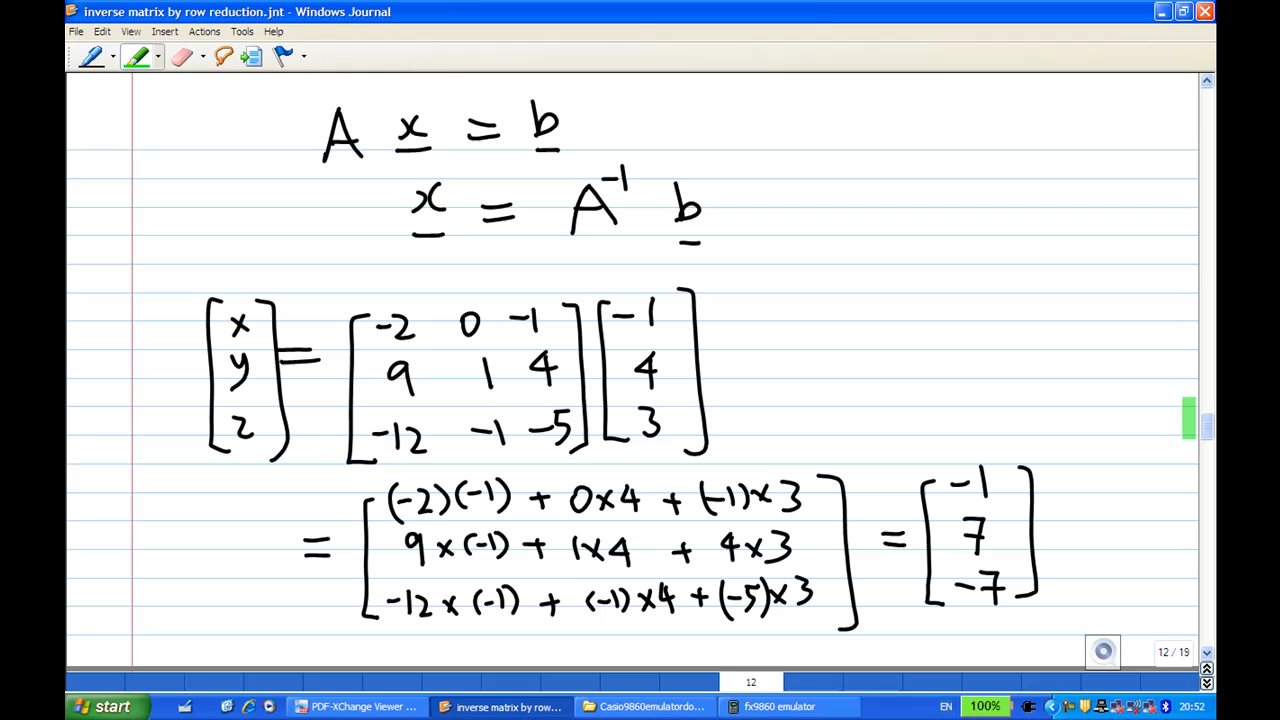 inverse matrix by row reduction.jnt - Windows Journal
File Edit View Insert Actions Tools Help
A x = b
x = A⁻¹ b
[x] = [-2 0 -1] [-1]
[y] [9 1 4] [4]
[z] [-12 -1 -5] [3]
= [(-2)(-1) + 0×4 + (-1)×3] = [-1]
[9×(-1) + 1×4 + 4×3] [7]
[-12×(-1) + (-1)×4 + (-5)×3] [-7]
12 / 19
12
start PDF-XChange Viewer ... inverse matrix by row... Casio9860emulatordo... fx9860 emulator EN 100% 20:52